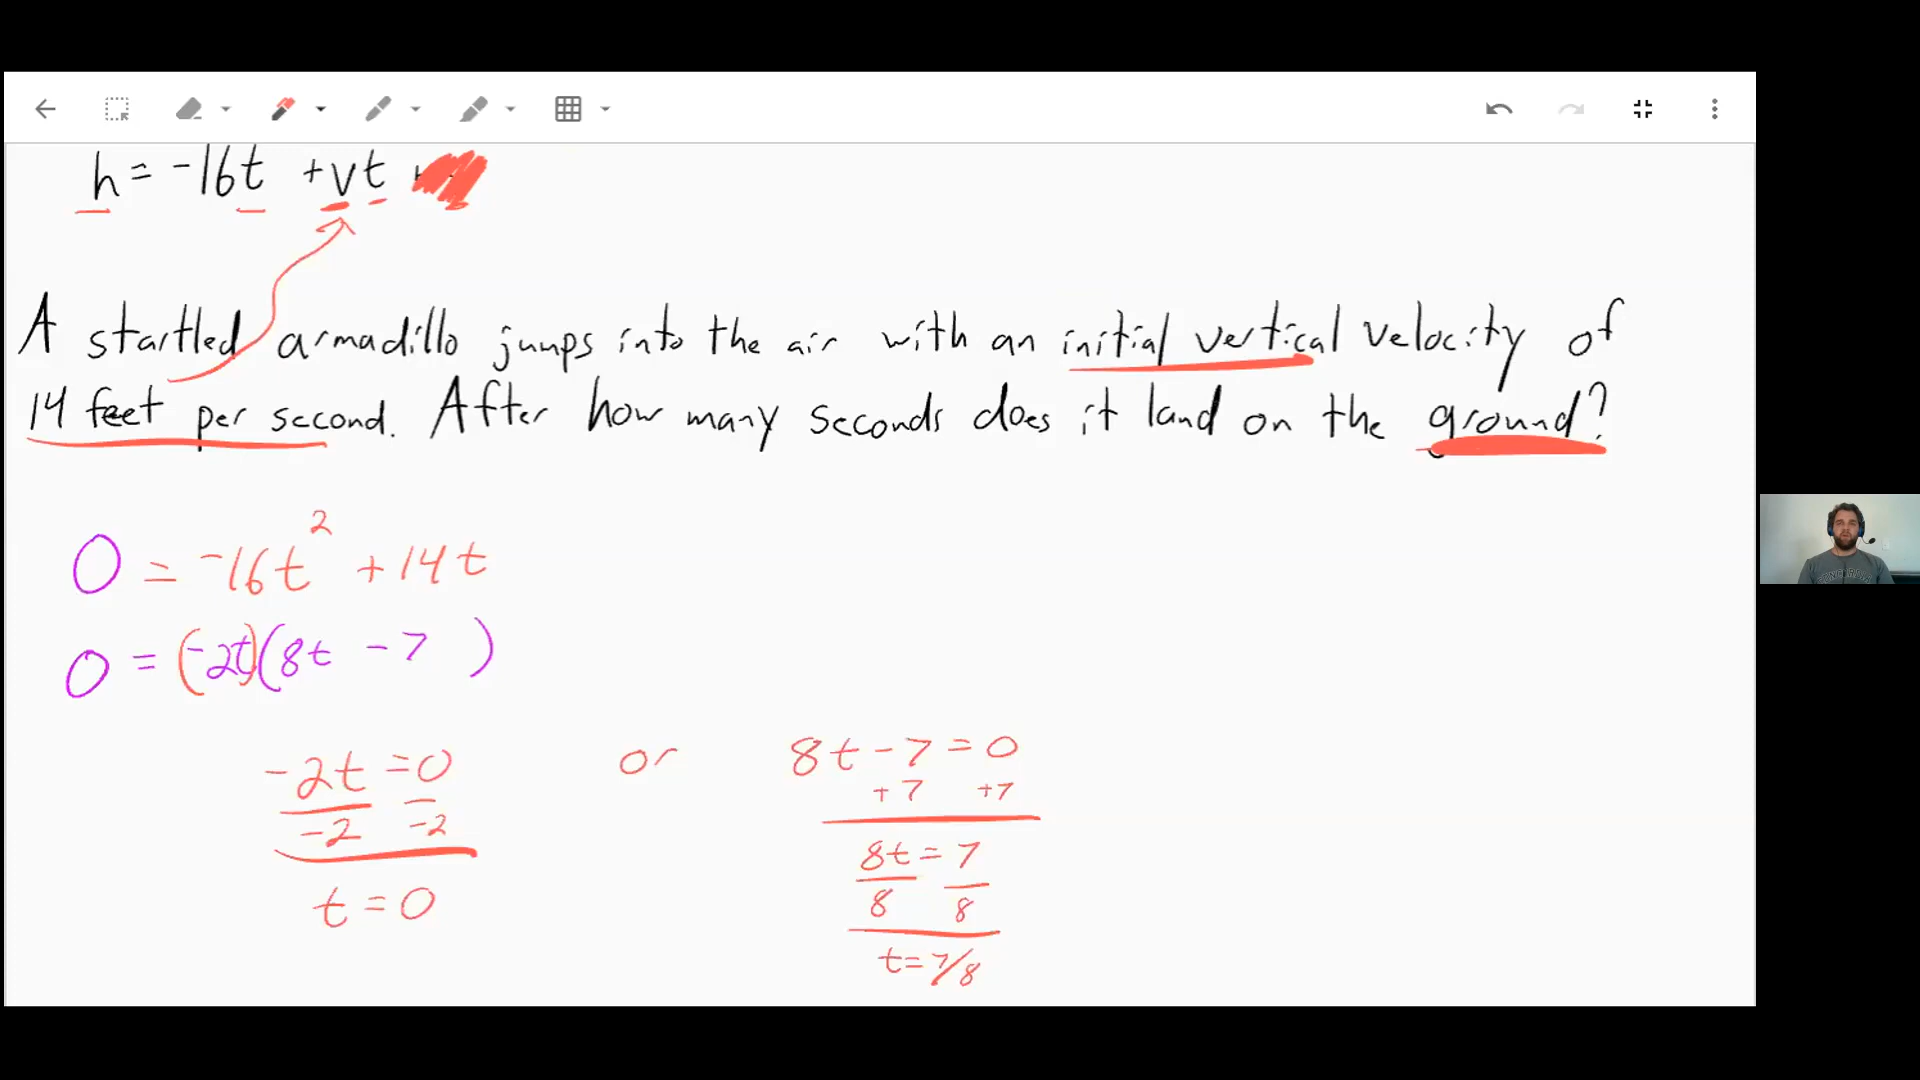 h = -16t + vt
A startled armadillo jumps into the air with an initial vertical velocity of
14 feet per second. After how many seconds does it land on the ground?
0 = -16t² + 14t
0 = (-2t)(8t - 7 )
-2t = 0 or 8t - 7 = 0
+7 +7
-2 -2
8t = 7
8 8
t = 0
t = 7/8